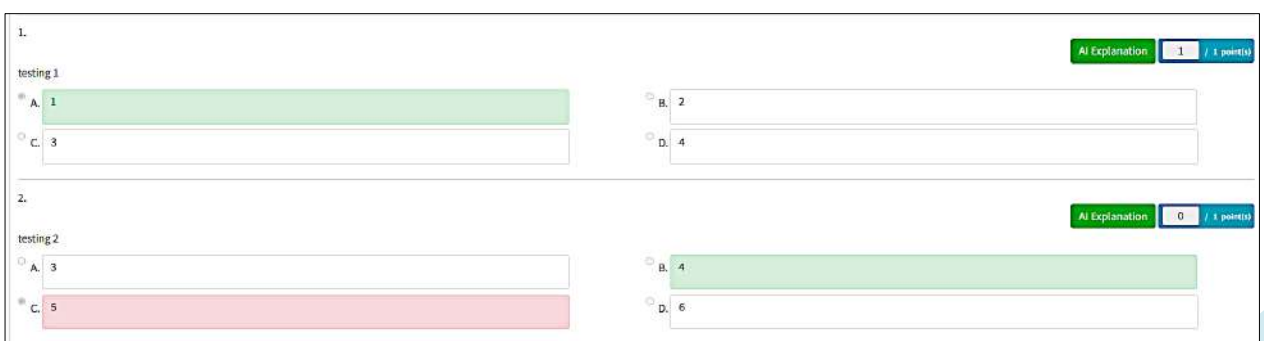 1.
AI Explanation 1 / 1 point(s)
testing 1
A. 1 B. 2
C. 3 D. 4
2.
AI Explanation 0 / 1 point(s)
testing 2
A. 3 B. 4
C. 5 D. 6